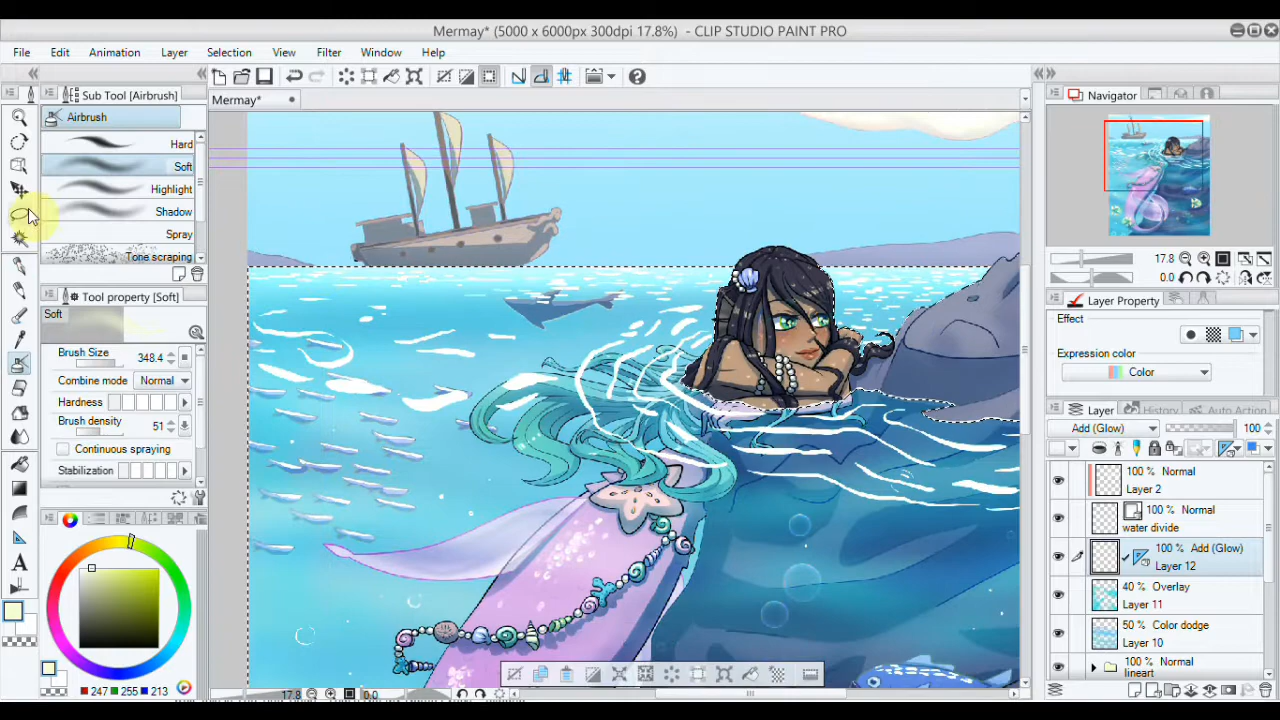 Mermay* (5000 x 6000px 300dpi 17.8%) - CLIP STUDIO PAINT PRO
File Edit Animation Layer Selection View Filter Window Help
Sub Tool [Airbrush]
Airbrush
Hard
Soft
Highlight
Shadow
Spray
Tone scraping
Tool property [Soft]
Soft
Brush Size 348.4
Combine mode Normal
Hardness
Brush density 51
Continuous spraying
Stabilization
247 255 213
Mermay*
17.8 0.0
Navigator
17.8
0.0
Layer Property
Effect
Expression color
Color
Layer History Auto Action
Add (Glow) 100
100 % Normal
Layer 2
100 % Normal
water divide
100 % Add (Glow)
Layer 12
40 % Overlay
Layer 11
50 % Color dodge
Layer 10
100 % Normal
lineart